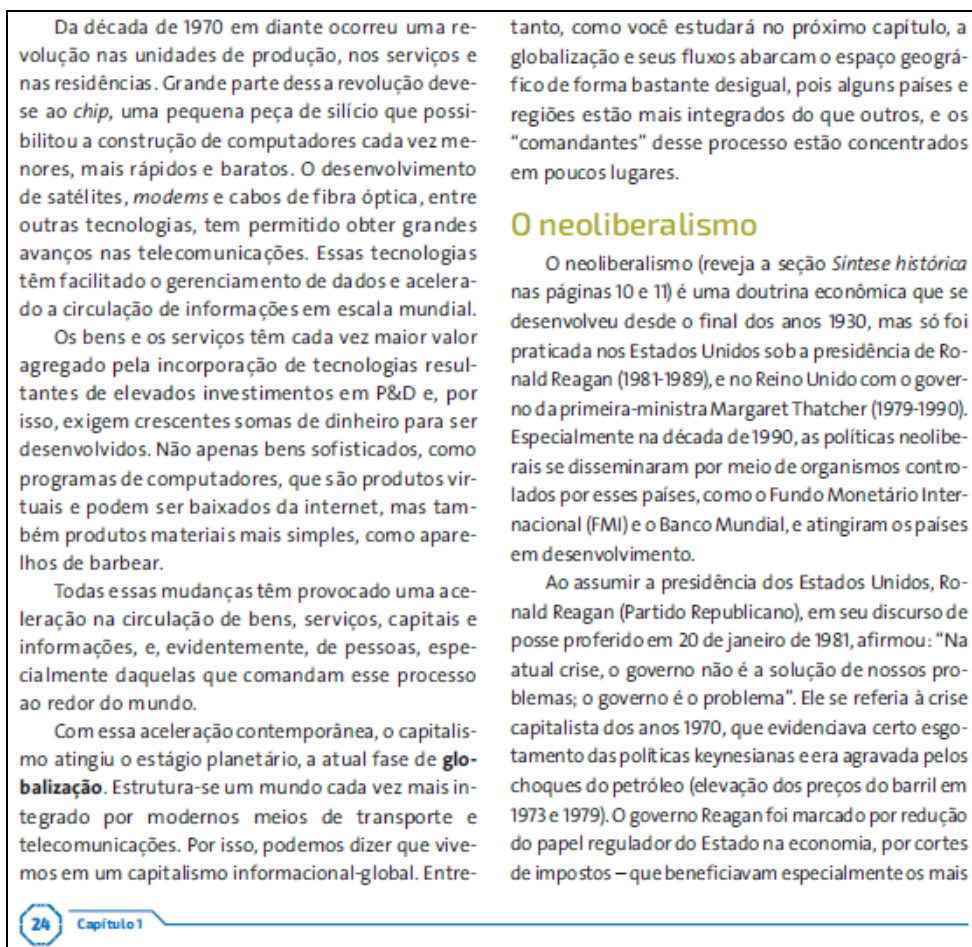 Da década de 1970 em diante ocorreu uma re-
volução nas unidades de produção, nos serviços e
nas residências. Grande parte dessa revolução deve-
se ao chip, uma pequena peça de silício que possi-
bilitou a construção de computadores cada vez me-
nores, mais rápidos e baratos. O desenvolvimento
de satélites, modems e cabos de fibra óptica, entre
outras tecnologias, tem permitido obter grandes
avanços nas telecomunicações. Essas tecnologias
têm facilitado o gerenciamento de dados e acelera-
do a circulação de informações em escala mundial.
Os bens e os serviços têm cada vez maior valor
agregado pela incorporação de tecnologias resul-
tantes de elevados investimentos em P&D e, por
isso, exigem crescentes somas de dinheiro para ser
desenvolvidos. Não apenas bens sofisticados, como
programas de computadores, que são produtos vir-
tuais e podem ser baixados da internet, mas tam-
bém produtos materiais mais simples, como apare-
lhos de barbear.
Todas essas mudanças têm provocado uma ace-
leração na circulação de bens, serviços, capitais e
informações, e, evidentemente, de pessoas, espe-
cialmente daquelas que comandam esse processo
ao redor do mundo.
Com essa aceleração contemporânea, o capitalis-
mo atingiu o estágio planetário, a atual fase de glo-
balização. Estrutura-se um mundo cada vez mais in-
tegrado por modernos meios de transporte e
telecomunicações. Por isso, podemos dizer que vive-
mos em um capitalismo informacional-global. Entre-
tanto, como você estudará no próximo capítulo, a
globalização e seus fluxos abarcam o espaço geográ-
fico de forma bastante desigual, pois alguns países e
regiões estão mais integrados do que outros, e os
“comandantes” desse processo estão concentrados
em poucos lugares.
O neoliberalismo
O neoliberalismo (reveja a seção Síntese histórica
nas páginas 10 e 11) é uma doutrina econômica que se
desenvolveu desde o final dos anos 1930, mas só foi
praticada nos Estados Unidos sob a presidência de Ro-
nald Reagan (1981-1989), e no Reino Unido com o gover-
no da primeira-ministra Margaret Thatcher (1979-1990).
Especialmente na década de 1990, as políticas neolibe-
rais se disseminaram por meio de organismos contro-
lados por esses países, como o Fundo Monetário Inter-
nacional (FMI) e o Banco Mundial, e atingiram os países
em desenvolvimento.
Ao assumir a presidência dos Estados Unidos, Ro-
nald Reagan (Partido Republicano), em seu discurso de
posse proferido em 20 de janeiro de 1981, afirmou: “Na
atual crise, o governo não é a solução de nossos pro-
blemas; o governo é o problema”. Ele se referia à crise
capitalista dos anos 1970, que evidenciava certo esgo-
tamento das políticas keynesianas e era agravada pelos
choques do petróleo (elevação dos preços do barril em
1973 e 1979). O governo Reagan foi marcado por redução
do papel regulador do Estado na economia, por cortes
de impostos – que beneficiavam especialmente os mais
24 Capítulo 1